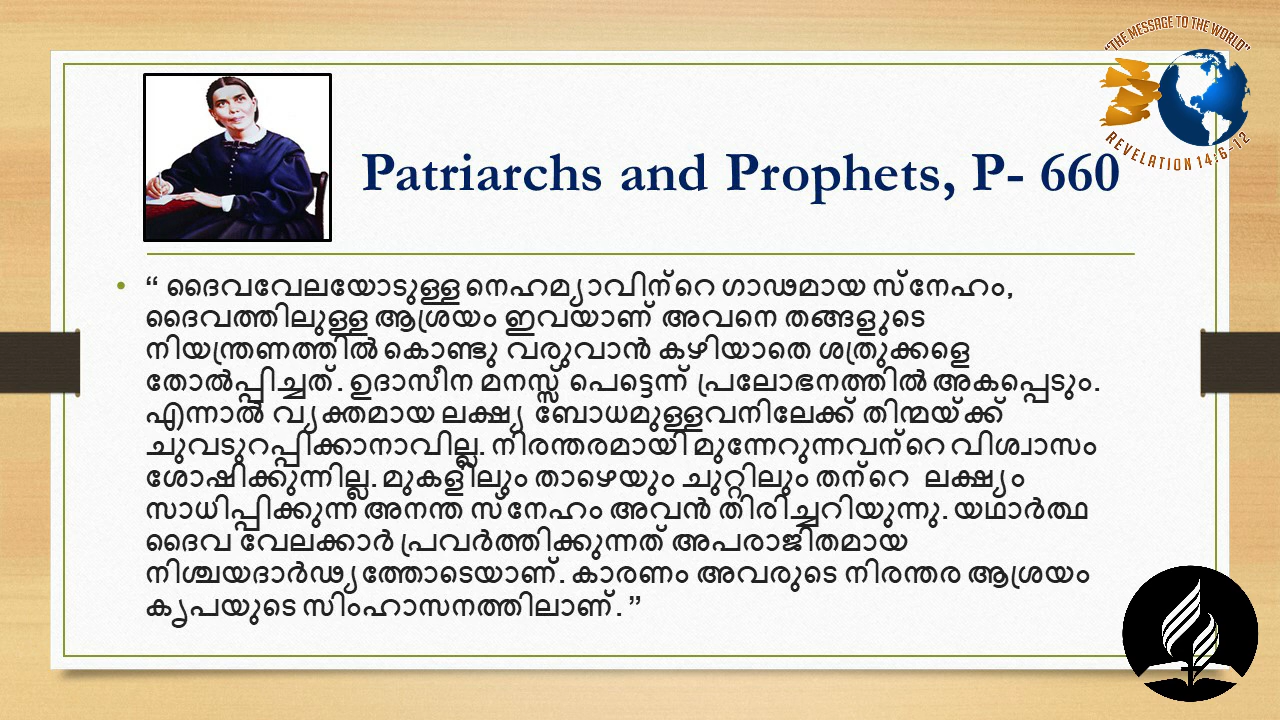 "THE MESSAGE TO THE WORLD"
REVELATION 14:6-12
Patriarchs and Prophets, P- 660
• “ ദൈവവേലയോടുള്ള നെഹമ്യാവിന്റെ ഗാഢമായ സ്നേഹം,
ദൈവത്തിലുള്ള ആശ്രയം ഇവയാണ് അവനെ തങ്ങളുടെ
നിയന്ത്രണത്തിൽ കൊണ്ടു വരുവാൻ കഴിയാതെ ശത്രുക്കളെ
തോൽപ്പിച്ചത്. ഉദാസീന മനസ്സ് പെട്ടെന്ന് പ്രലോഭനത്തിൽ അകപ്പെടും.
എന്നാൽ വ്യക്തമായ ലക്ഷ്യ ബോധമുള്ളവനിലേക്ക് തിന്മയ്ക്ക്
ചുവടുറപ്പിക്കാനാവില്ല. നിരന്തരമായി മുന്നേറുന്നവന്റെ വിശ്വാസം
ശോഷിക്കുന്നില്ല. മുകളിലും താഴെയും ചുറ്റിലും തന്റെ ലക്ഷ്യം
സാധിപ്പിക്കുന്ന അനന്ത സ്നേഹം അവൻ തിരിച്ചറിയുന്നു. യഥാർത്ഥ
ദൈവ വേലക്കാർ പ്രവർത്തിക്കുന്നത് അപരാജിതമായ
നിശ്ചയദാർഢ്യത്തോടെയാണ്. കാരണം അവരുടെ നിരന്തര ആശ്രയം
കൃപയുടെ സിംഹാസനത്തിലാണ്. ”